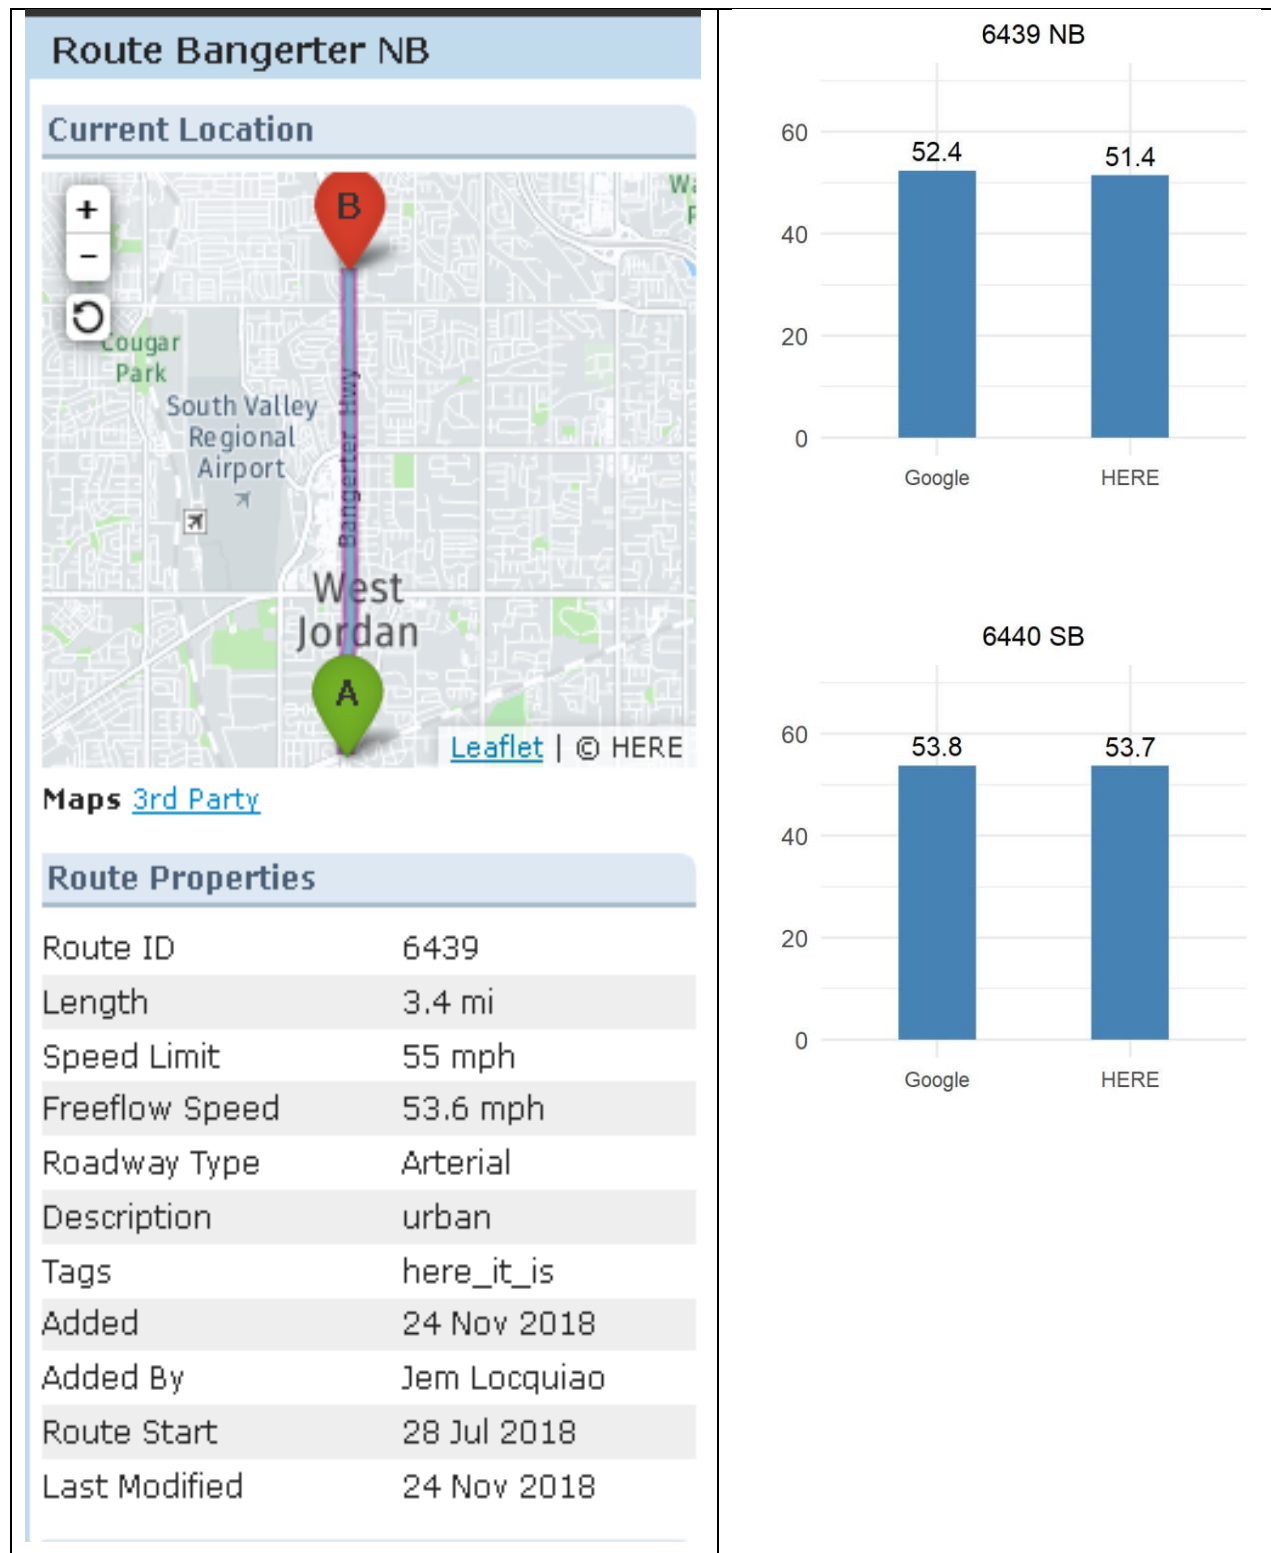 Route Bangerter NB
Current Location
+
−
B
Cougar
Park
South Valley
Regional
Airport
Bangerter Hwy
West
Jordan
A
Leaflet | © HERE
Maps 3rd Party
Route Properties
Route ID 6439
Length 3.4 mi
Speed Limit 55 mph
Freeflow Speed 53.6 mph
Roadway Type Arterial
Description urban
Tags here_it_is
Added 24 Nov 2018
Added By Jem Locquiao
Route Start 28 Jul 2018
Last Modified 24 Nov 2018
6439 NB
60
52.4 51.4
40
20
0
Google HERE
6440 SB
60
53.8 53.7
40
20
0
Google HERE